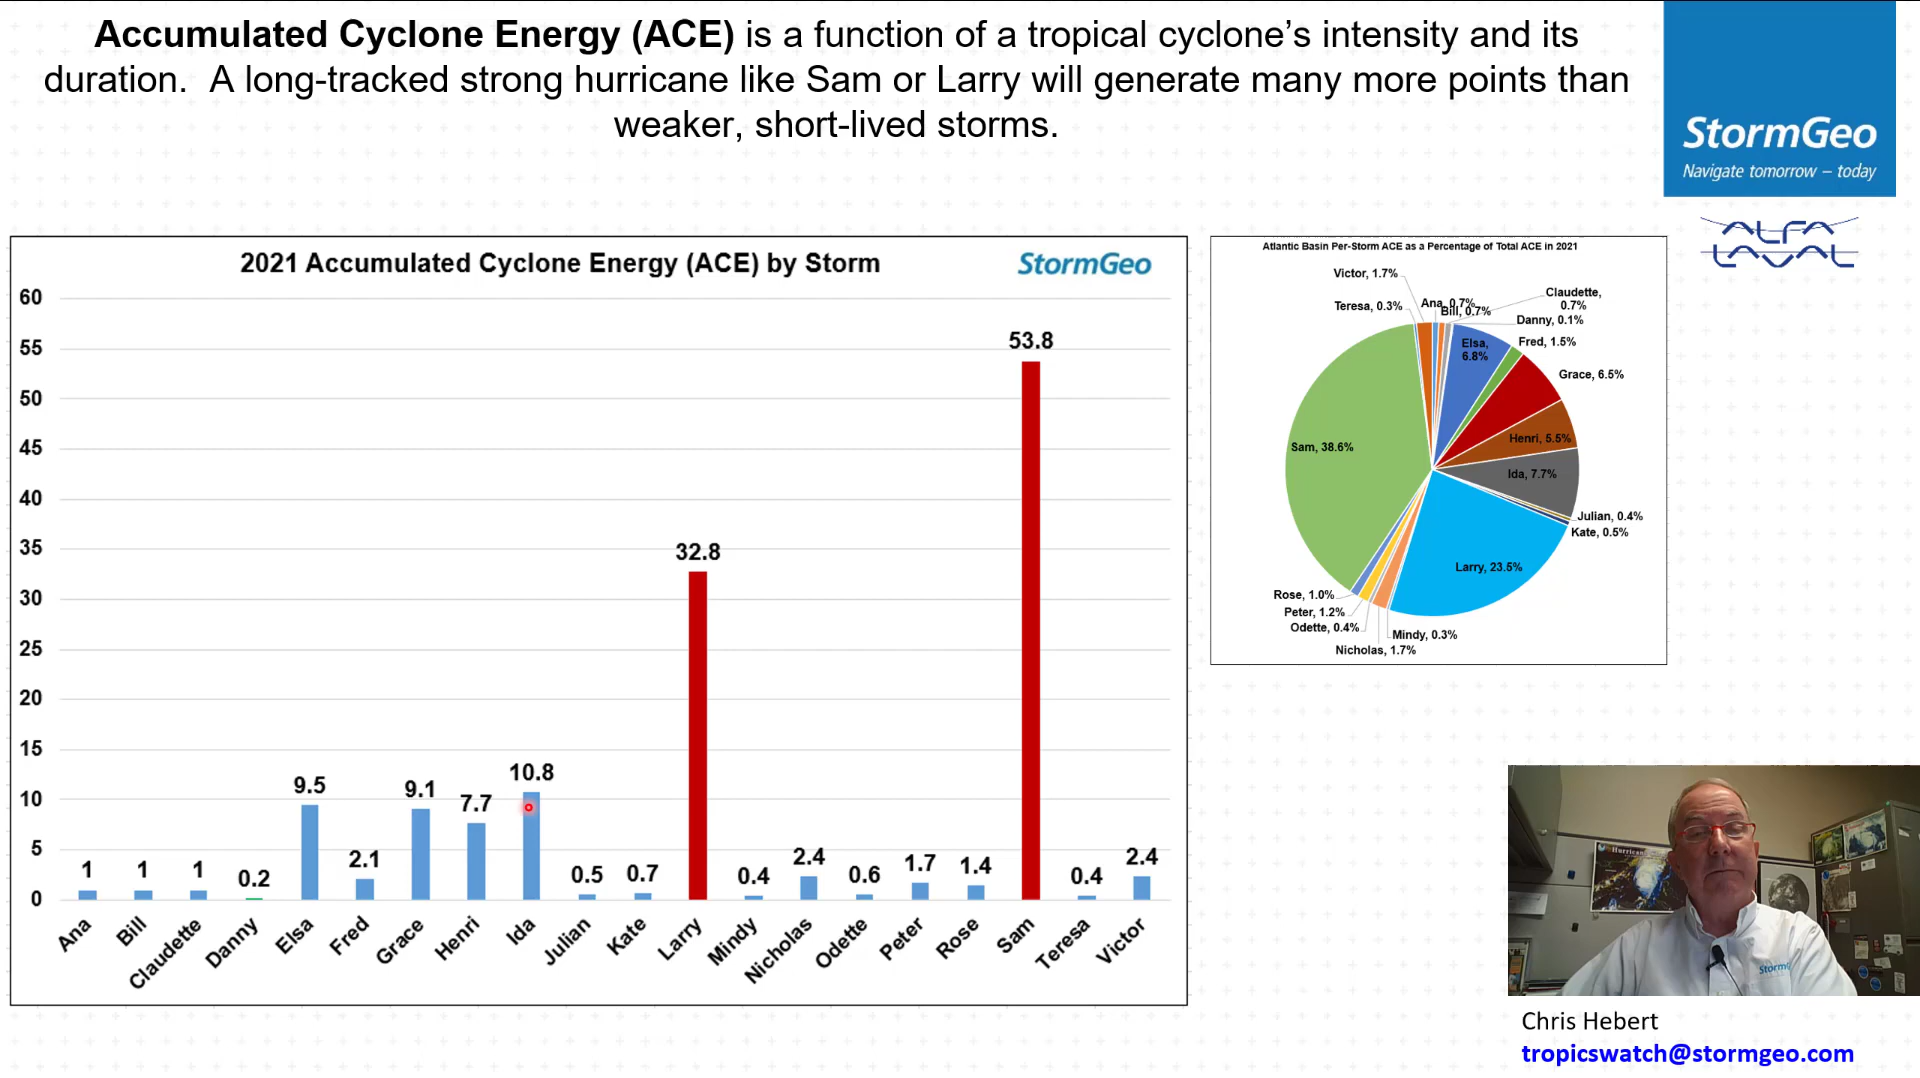 Accumulated Cyclone Energy (ACE) is a function of a tropical cyclone’s intensity and its
duration. A long-tracked strong hurricane like Sam or Larry will generate many more points than
weaker, short-lived storms.
StormGeo
Navigate tomorrow – today
ALFA
LAVAL
2021 Accumulated Cyclone Energy (ACE) by Storm
StormGeo
60
55
50
45
40
35
30
25
20
15
10
5
0
1
1
1
0.2
9.5
2.1
9.1
7.7
10.8
0.5
0.7
32.8
0.4
2.4
0.6
1.7
1.4
53.8
0.4
2.4
Ana
Bill
Claudette
Danny
Elsa
Fred
Grace
Henri
Ida
Julian
Kate
Larry
Mindy
Nicholas
Odette
Peter
Rose
Sam
Teresa
Victor
Atlantic Basin Per-Storm ACE as a Percentage of Total ACE in 2021
Victor, 1.7%
Teresa, 0.3%
Ana, 0.7%
Bill, 0.7%
Claudette,
0.7%
Danny, 0.1%
Elsa,
6.8%
Fred, 1.5%
Grace, 6.5%
Henri, 5.5%
Ida, 7.7%
Julian, 0.4%
Kate, 0.5%
Larry, 23.5%
Mindy, 0.3%
Nicholas, 1.7%
Odette, 0.4%
Peter, 1.2%
Rose, 1.0%
Sam, 38.6%
Chris Hebert
tropicswatch@stormgeo.com